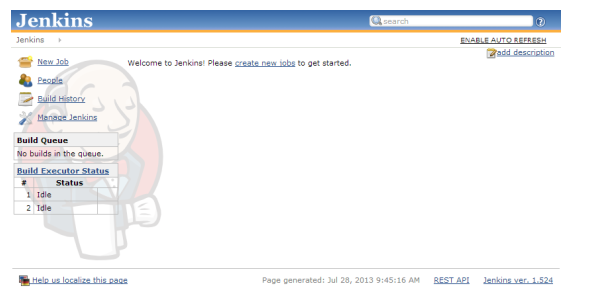 Jenkins
search
Jenkins
ENABLE AUTO REFRESH
add description
New Job
Welcome to Jenkins! Please create new jobs to get started.
People
Build History
Manage Jenkins
Build Queue
No builds in the queue.
Build Executor Status
# Status
1 Idle
2 Idle
Help us localize this page
Page generated: Jul 28, 2013 9:45:16 AM REST API Jenkins ver. 1.524